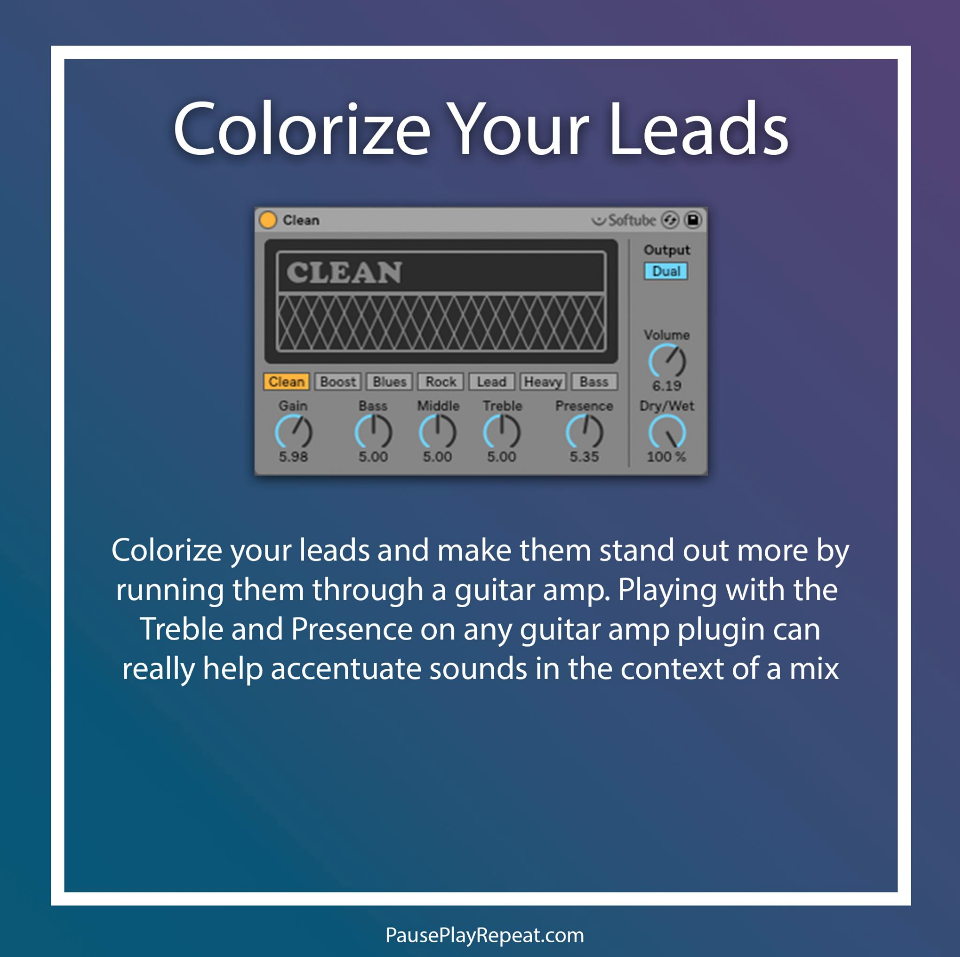 Colorize Your Leads
Clean
Softube
CLEAN
Output
Dual
Volume
6.19
Clean Boost Blues Rock Lead Heavy Bass
Gain Bass Middle Treble Presence Dry/Wet
5.98 5.00 5.00 5.00 5.35 100 %
Colorize your leads and make them stand out more by
running them through a guitar amp. Playing with the
Treble and Presence on any guitar amp plugin can
really help accentuate sounds in the context of a mix
PausePlayRepeat.com